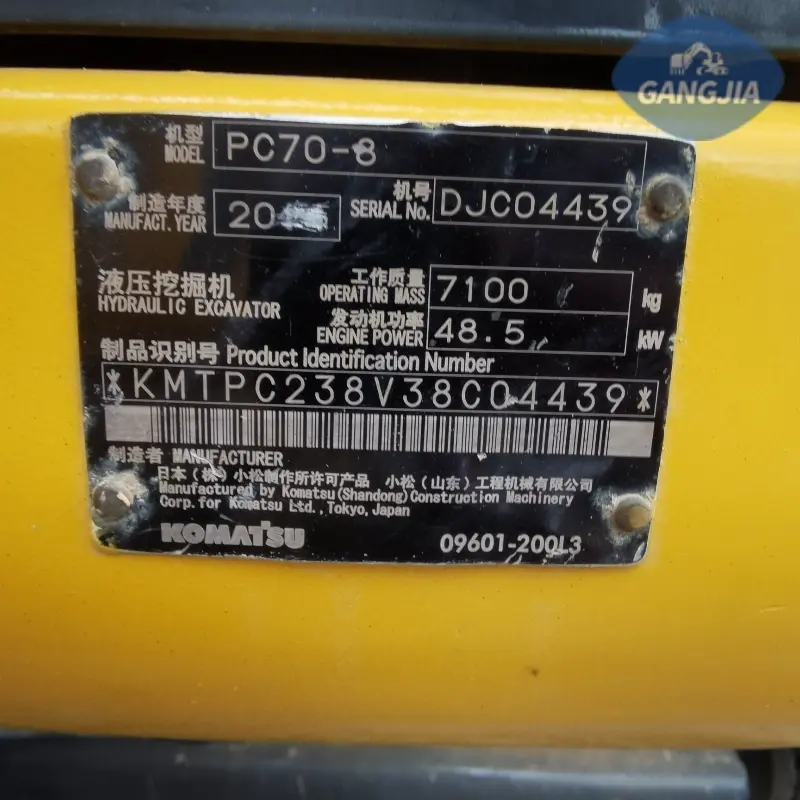 GANGJIA
机型
MODEL PC70-8
制造年度
MANUFACT. YEAR 20
机号
SERIAL No. DJC04439
液压挖掘机
HYDRAULIC EXCAVATOR
工作质量
OPERATING MASS 7100 kg
发动机功率
ENGINE POWER 48.5 kW
制品识别号 Product Identification Number
*KMTPC238V38C04439*
制造者 MANUFACTURER
日本(株)小松制作所许可产品 小松(山东)工程机械有限公司
Manufactured by Komatsu(Shandong)Construction Machinery
Corp. for Komatsu Ltd.,Tokyo,Japan
KOMATSU
09601-200L3